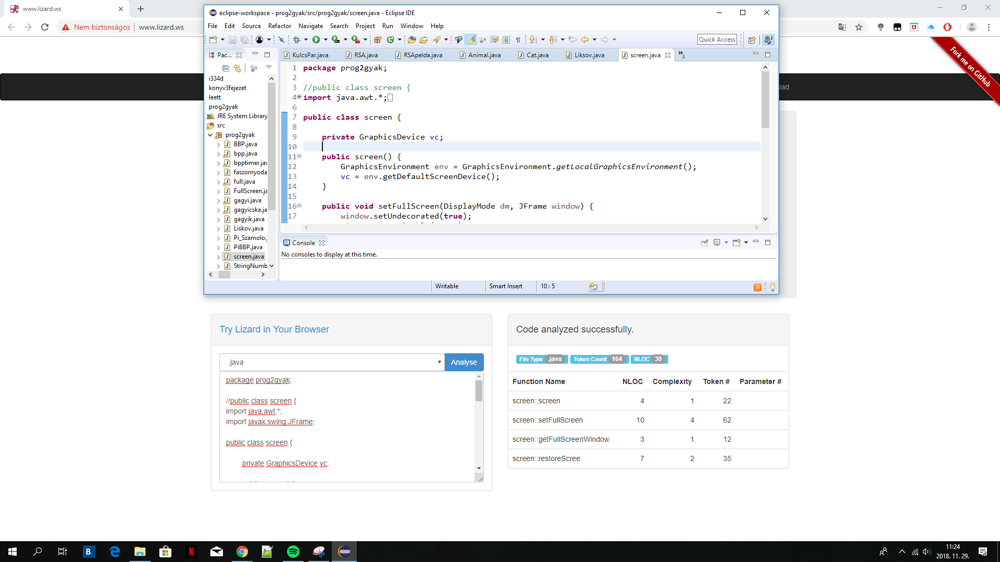 www.lizard.ws
Nem biztonságos
www.lizard.ws
eclipse-workspace - prog2gyak/src/prog2gyak/screen.java - Eclipse IDE
File Edit Source Refactor Navigate Search Project Run Window Help
Quick Access
Pac...
KulcsPar.java RSA.java RSApelda.java Animal.java Cat.java Liksov.java screen.java »3
i334d
konyv3fejezet
leett
prog2gyak
JRE System Library
src
prog2gyak
BBP.java
bpp.java
bpptimer.jav
faszomyoda
full.java
FullScreen.ja
gagyi.java
gagyicska.ja
gagyik.java
Liskov.java
Pi_Szamolo.
PiBBP.java
screen.java
StringNumb
1 package prog2gyak;
2
3 //public class screen {
4 import java.awt.*;
6
7 public class screen {
8
9 private GraphicsDevice vc;
10
11 public screen() {
12 GraphicsEnvironment env = GraphicsEnvironment.getLocalGraphicsEnvironment();
13 vc = env.getDefaultScreenDevice();
14 }
15
16 public void setFullScreen(DisplayMode dm, JFrame window) {
17 window.setUndecorated(true);
Console
No consoles to display at this time.
Writable Smart Insert 10 : 5
oad
Fork me on GitHub
Try Lizard in Your Browser
.java
Analyse
package prog2gyak;
//public class screen {
import java.awt.*;
import javax.swing.JFrame;
public class screen {
private GraphicsDevice vc;
Code analyzed successfully.
File Type .java Token Count 164 NLOC 30
Function Name NLOC Complexity Token # Parameter #
screen::screen 4 1 22
screen::setFullScreen 10 4 62
screen::getFullScreenWindow 3 1 12
screen::restoreScree 7 2 35
B.
N
11:24
2018. 11. 29.